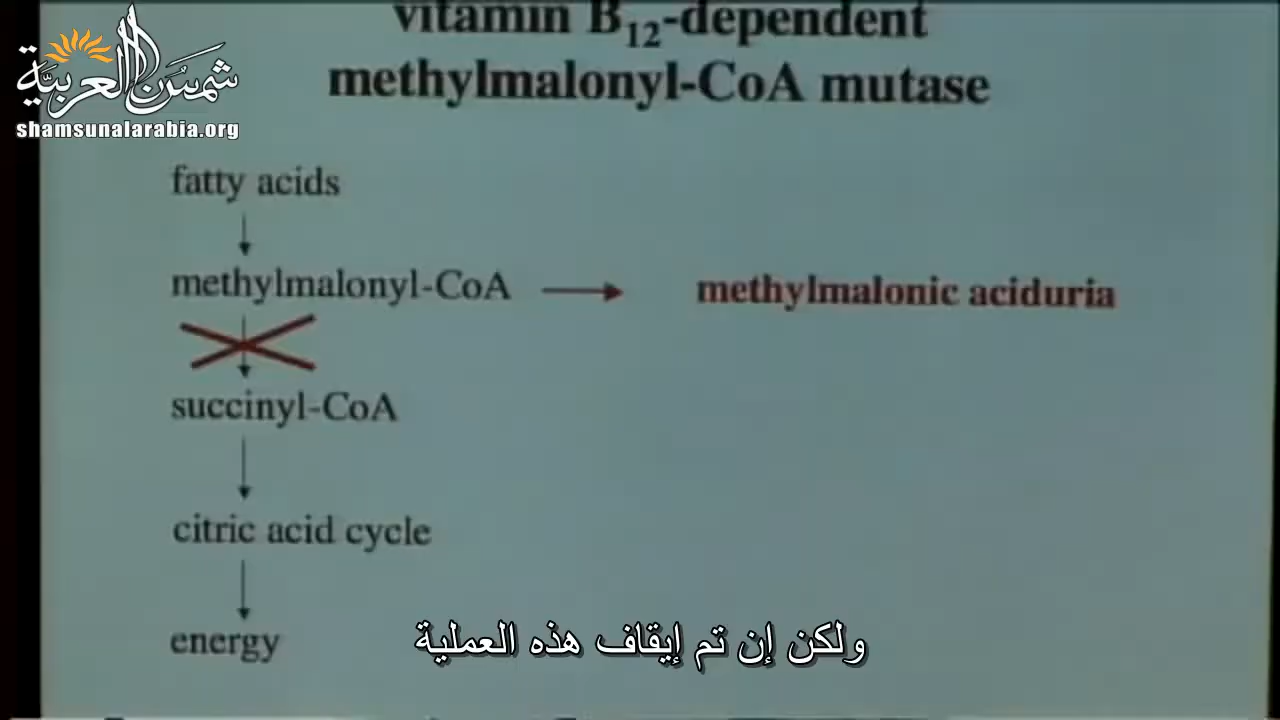 vitamin B12-dependent
methylmalonyl-CoA mutase
شمس العربية
shamsunalarabia.org
fatty acids
methylmalonyl-CoA → methylmalonic aciduria
succinyl-CoA
citric acid cycle
energy
ولكن إن تم إيقاف هذه العملية